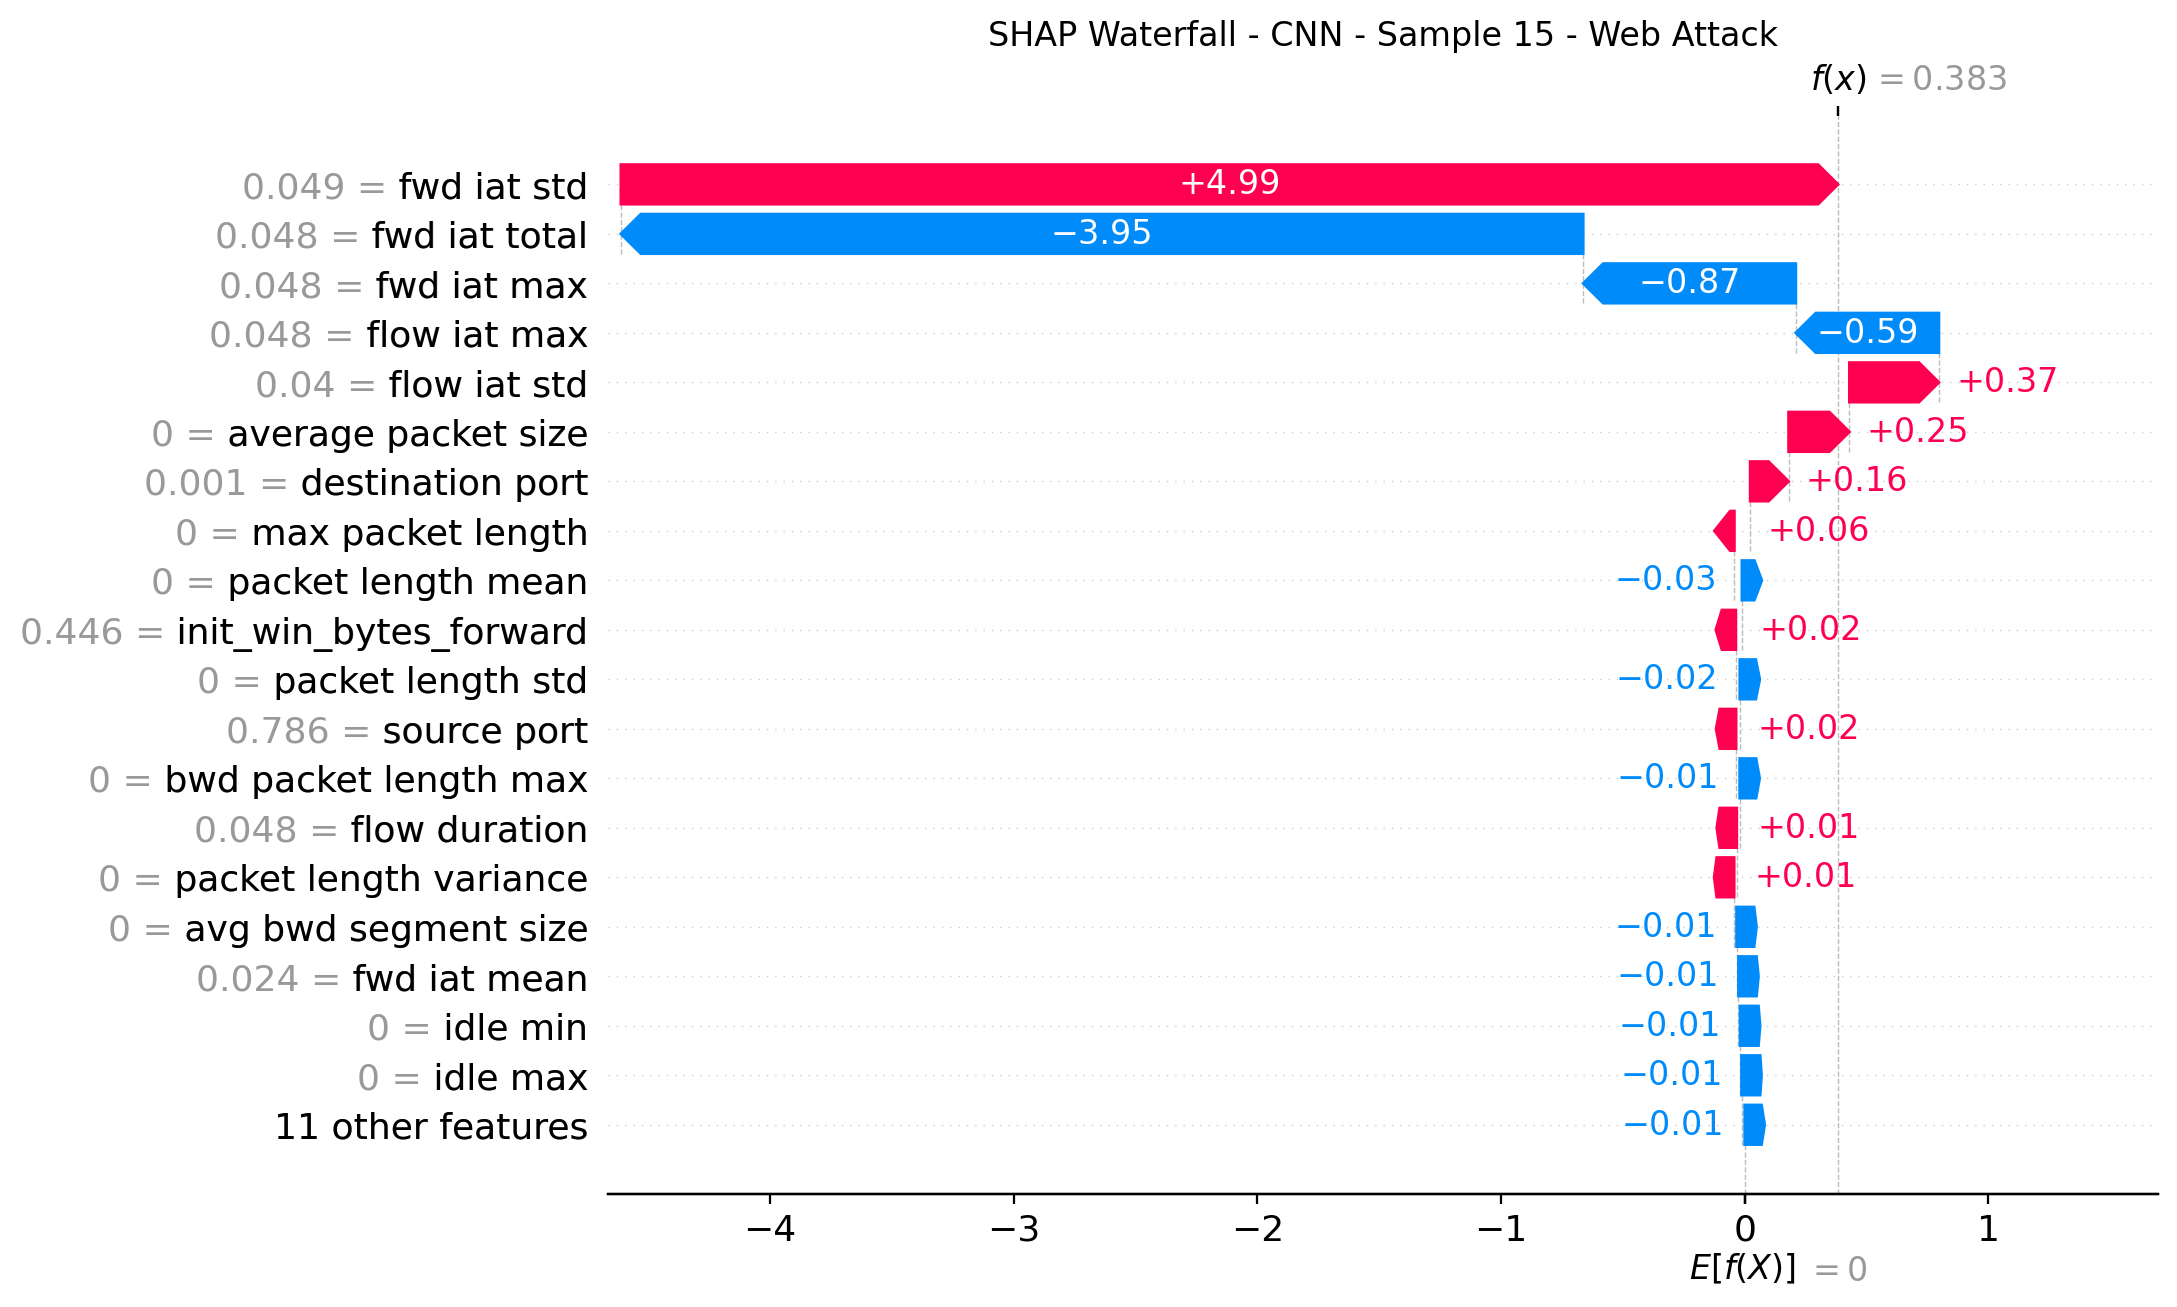 SHAP Waterfall - CNN - Sample 15 - Web Attack
f(x) = 0.383
0.049 = fwd iat std +4.99
0.048 = fwd iat total −3.95
0.048 = fwd iat max −0.87
0.048 = flow iat max −0.59
0.04 = flow iat std +0.37
0 = average packet size +0.25
0.001 = destination port +0.16
0 = max packet length +0.06
0 = packet length mean −0.03
0.446 = init_win_bytes_forward +0.02
0 = packet length std −0.02
0.786 = source port +0.02
0 = bwd packet length max −0.01
0.048 = flow duration +0.01
0 = packet length variance +0.01
0 = avg bwd segment size −0.01
0.024 = fwd iat mean −0.01
0 = idle min −0.01
0 = idle max −0.01
11 other features −0.01
−4 −3 −2 −1 0 1
E[f(X)] = 0